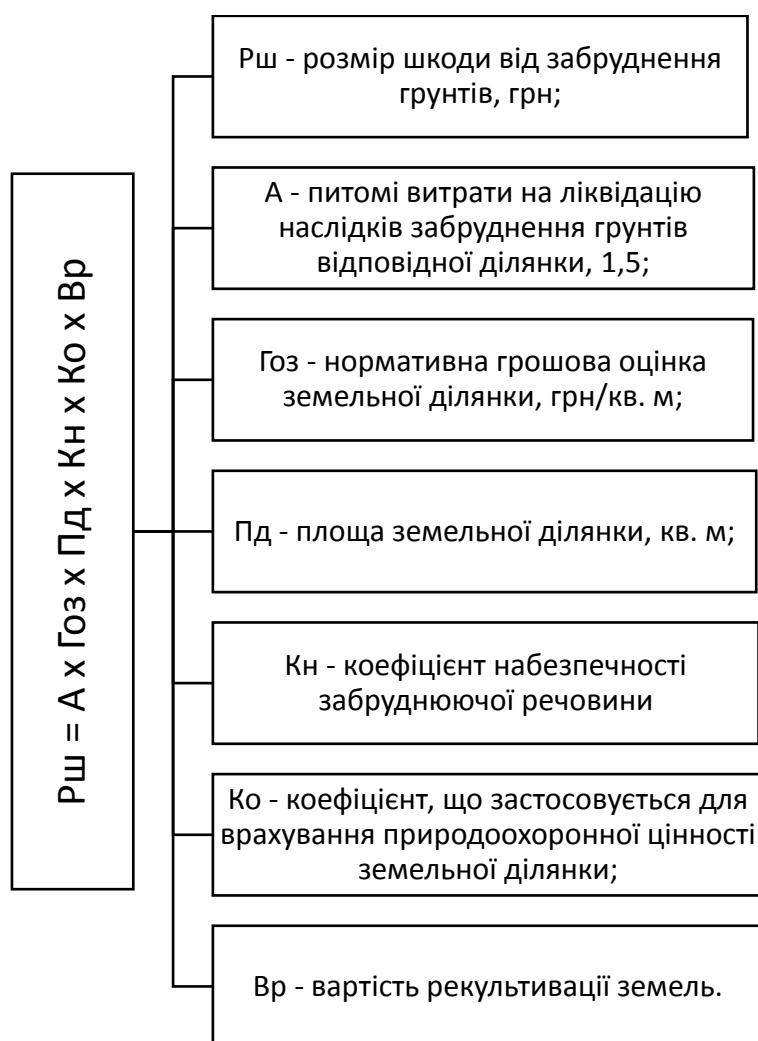 Рш = А х Гоз х Пд х Кн х Ко х Вр
Рш - розмір шкоди від забруднення
грунтів, грн;
А - питомі витрати на ліквідацію
наслідків забруднення грунтів
відповідної ділянки, 1,5;
Гоз - нормативна грошова оцінка
земельної ділянки, грн/кв. м;
Пд - площа земельної ділянки, кв. м;
Кн - коефіцієнт набезпечності
забруднюючої речовини
Ко - коефіцієнт, що застосовується для
врахування природоохоронної цінності
земельної ділянки;
Вр - вартість рекультивації земель.